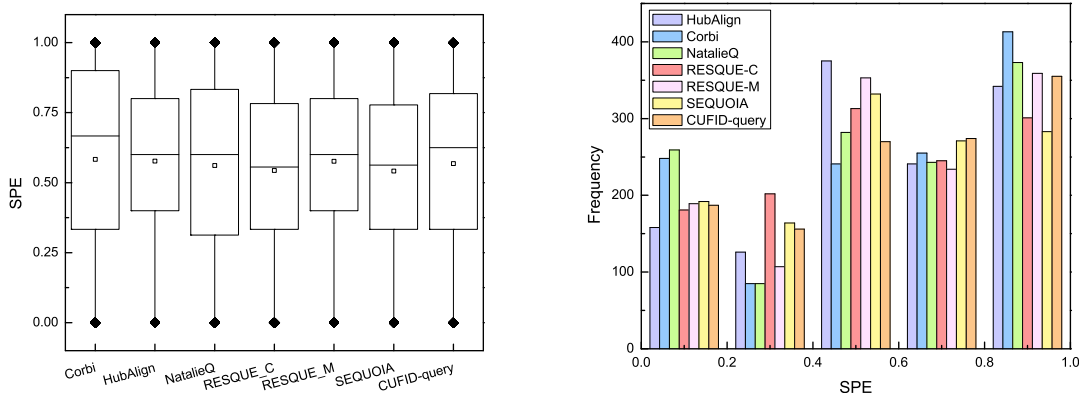 1.00
0.75
0.50
0.25
0.00
SPE
Corbi
HubAlign
NatalieQ
RESQUE_C
RESQUE_M
SEQUOIA
CUFID-query
400
300
200
100
0
Frequency
HubAlign
Corbi
NatalieQ
RESQUE-C
RESQUE-M
SEQUOIA
CUFID-query
0.0 0.2 0.4 0.6 0.8 1.0
SPE